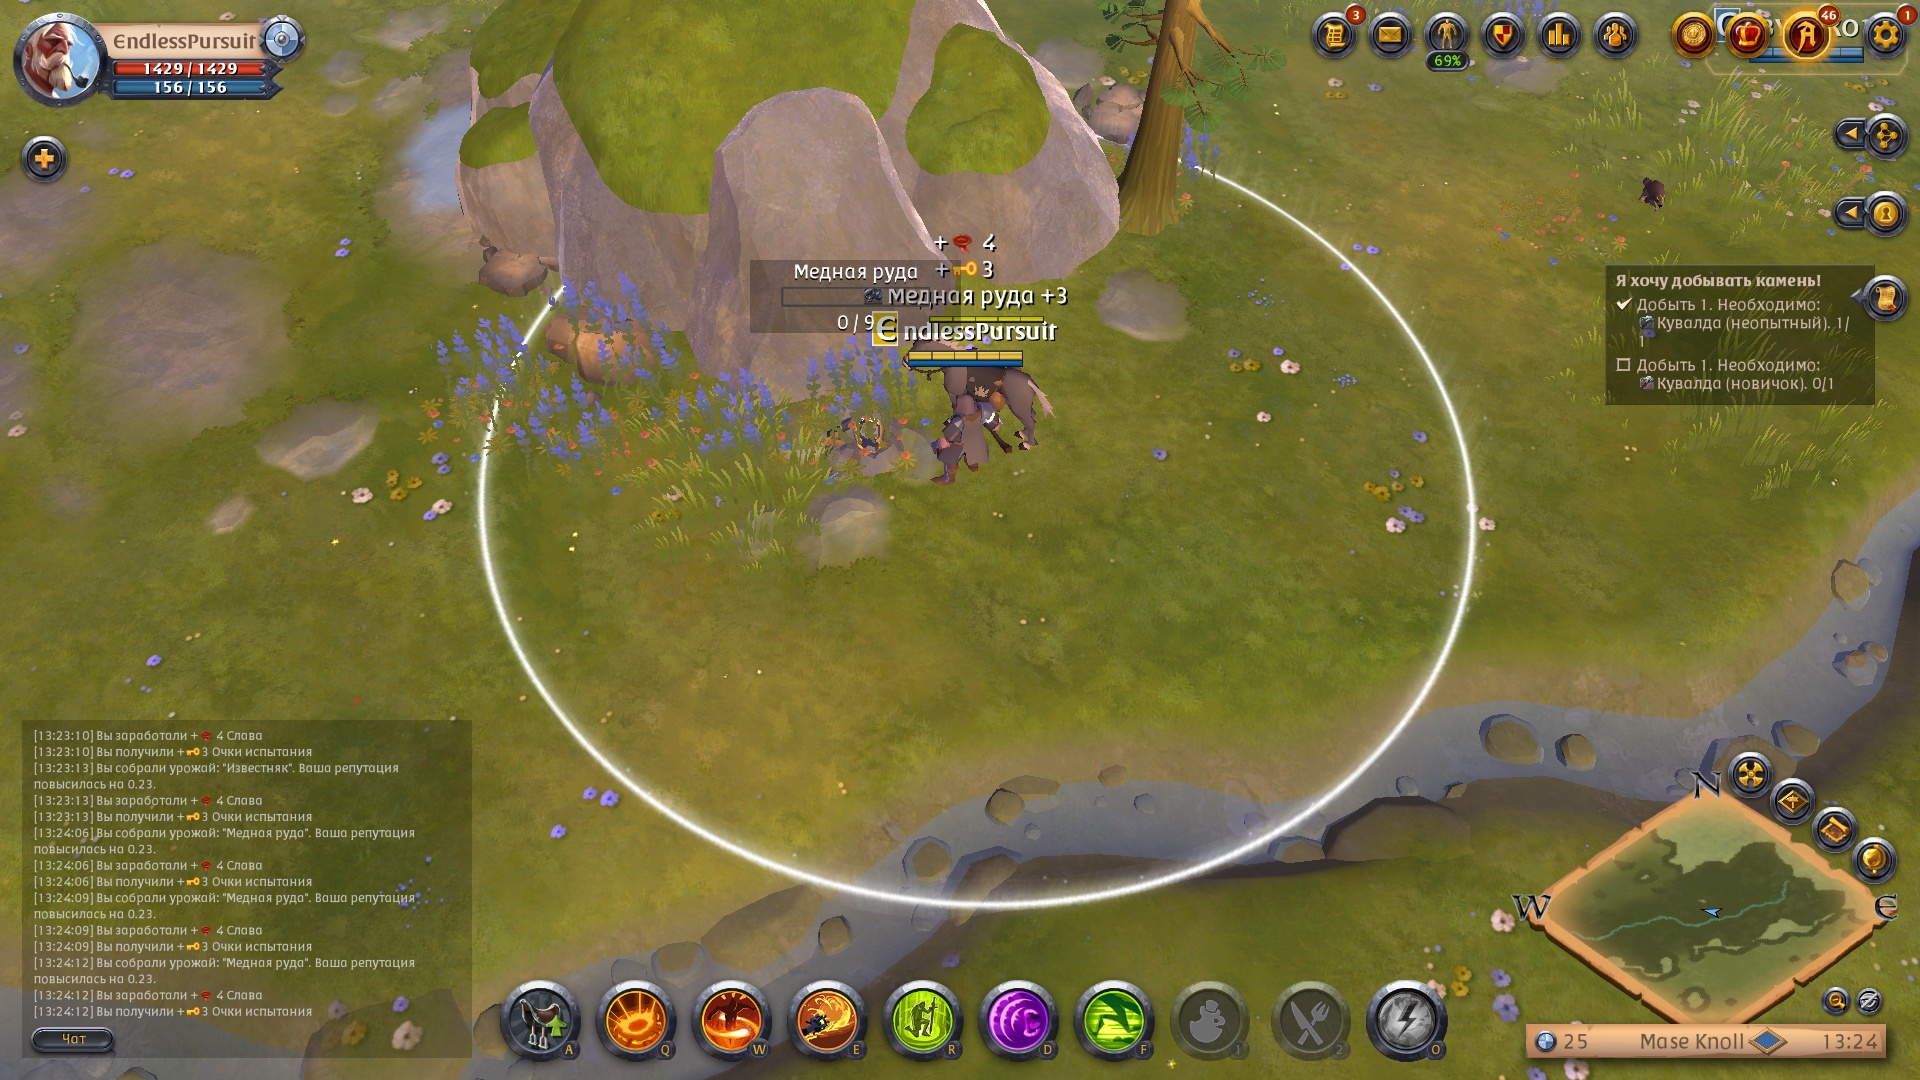 EndlessPursuit
1429 / 1429
156 / 156
3
69%
46
1
+ 4
Медная руда + 3
Медная руда +3
0 / 9
EndlessPursuit
Я хочу добывать камень!
Добыть 1. Необходимо:
Кувалда (неопытный). 1/
1
Добыть 1. Необходимо:
Кувалда (новичок). 0/1
[13:23:10] Вы заработали + 4 Слава
[13:23:10] Вы получили + 3 Очки испытания
[13:23:13] Вы собрали урожай: "Известняк". Ваша репутация
повысилась на 0.23.
[13:23:13] Вы заработали + 4 Слава
[13:23:13] Вы получили + 3 Очки испытания
[13:24:06] Вы собрали урожай: "Медная руда". Ваша репутация
повысилась на 0.23.
[13:24:06] Вы заработали + 4 Слава
[13:24:06] Вы получили + 3 Очки испытания
[13:24:09] Вы собрали урожай: "Медная руда". Ваша репутация
повысилась на 0.23.
[13:24:09] Вы заработали + 4 Слава
[13:24:09] Вы получили + 3 Очки испытания
[13:24:12] Вы собрали урожай: "Медная руда". Ваша репутация
повысилась на 0.23.
[13:24:12] Вы заработали + 4 Слава
[13:24:12] Вы получили + 3 Очки испытания
Чат
A Q W E R D F 1 2 O
N
W E
25 Mase Knoll 13:24